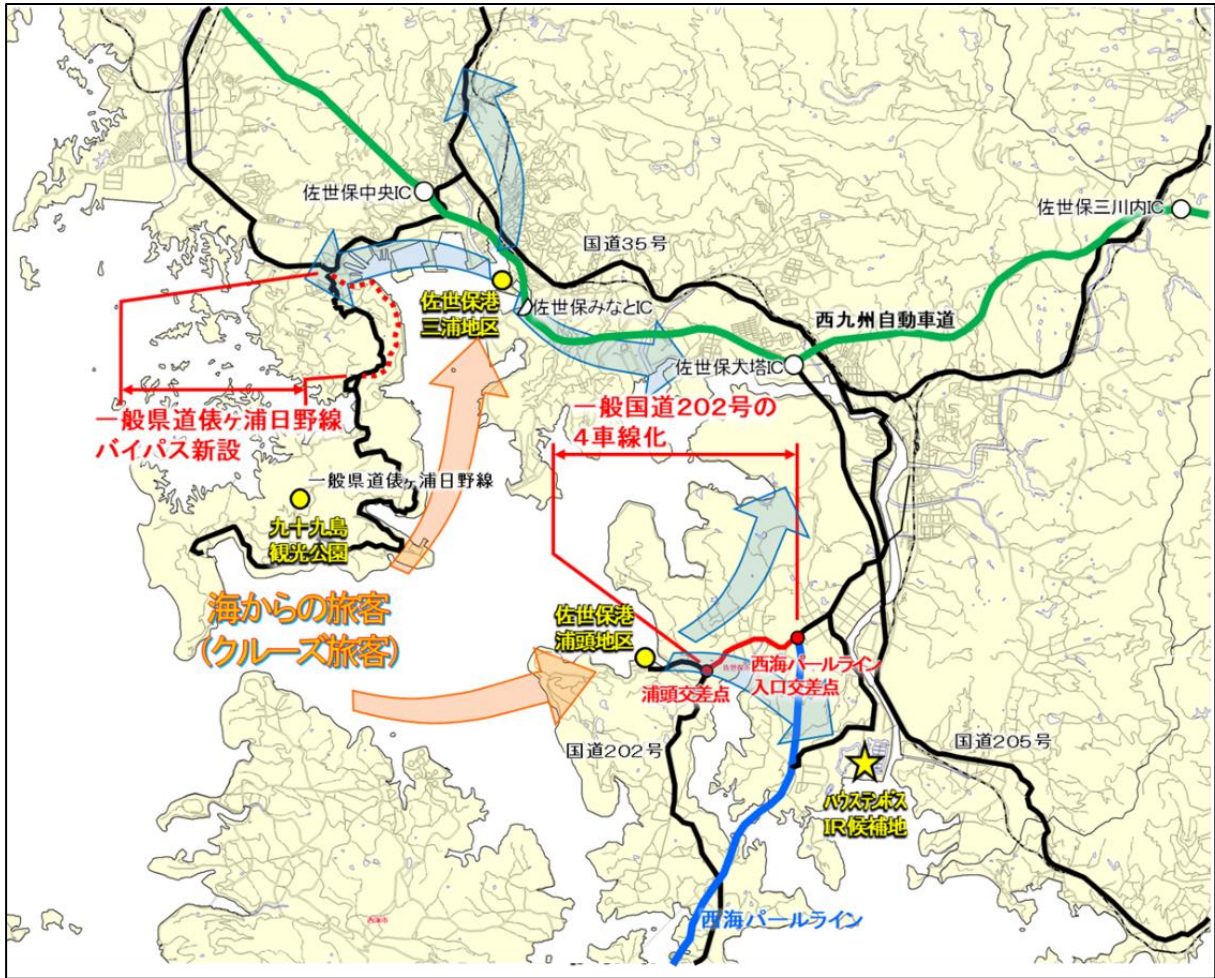 佐世保中央IC
佐世保三川内IC
国道35号
佐世保港
三浦地区
佐世保みなとIC
西九州自動車道
佐世保大塔IC
一般県道俵ヶ浦日野線
バイパス新設
一般国道202号の
4車線化
一般県道俵ヶ浦日野線
九十九島
観光公園
海からの旅客
(クルーズ旅客)
佐世保港
浦頭地区
西海パールライン
入口交差点
浦頭交差点
国道202号
国道205号
ハウステンボス
IR候補地
西海パールライン
西海市